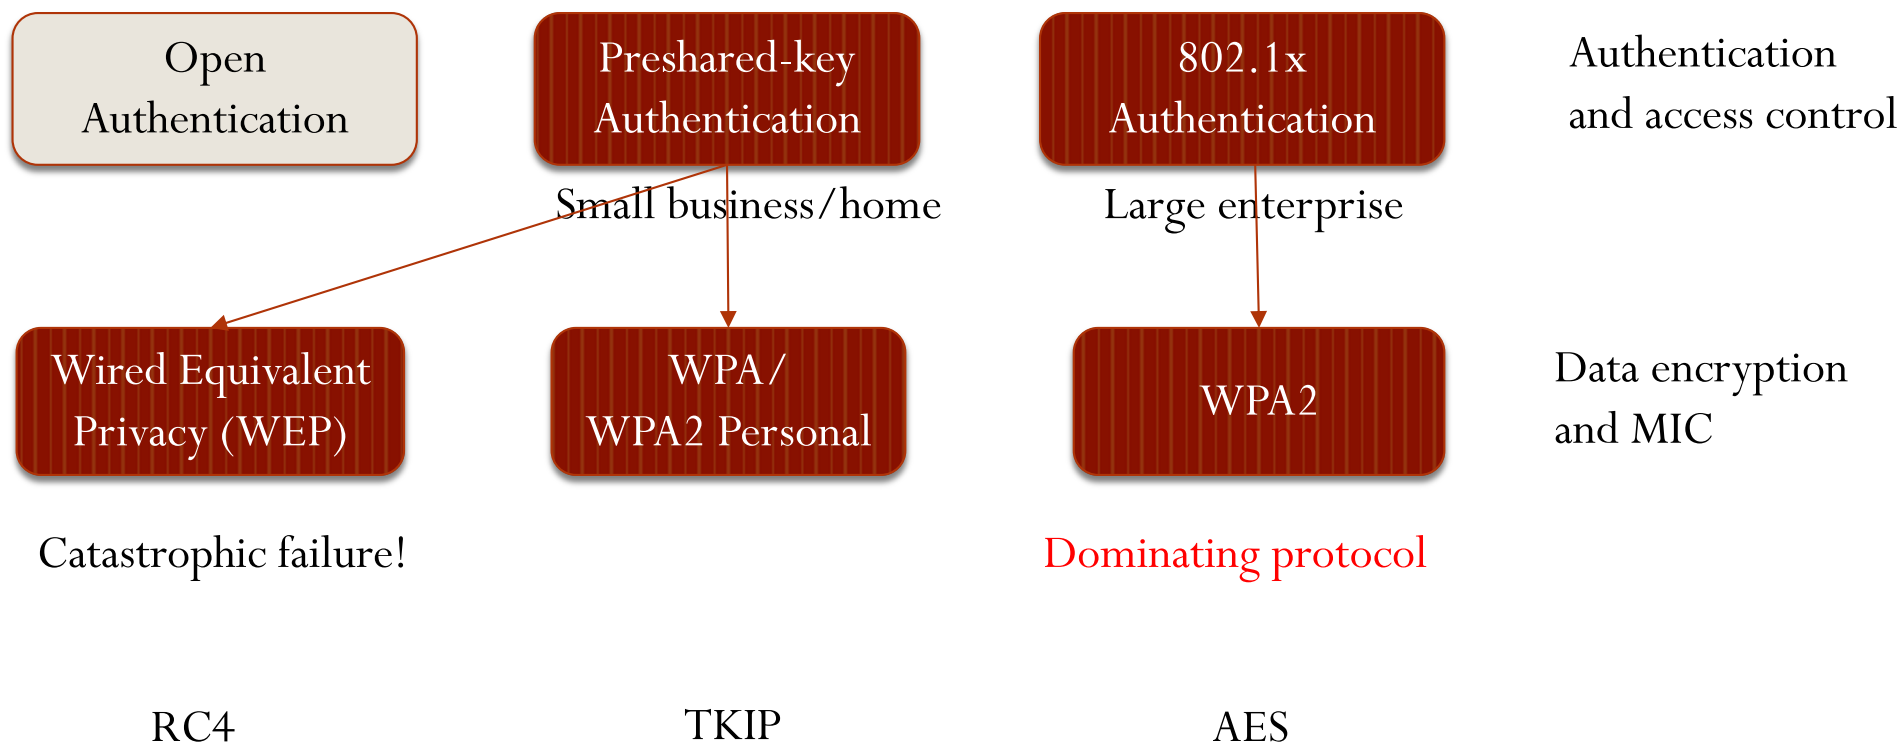 Open
Authentication
Preshared-key
Authentication
802.1x
Authentication
Authentication
and access control
Small business/home
Large enterprise
Wired Equivalent
Privacy (WEP)
WPA/
WPA2 Personal
WPA2
Data encryption
and MIC
Catastrophic failure!
Dominating protocol
RC4
TKIP
AES